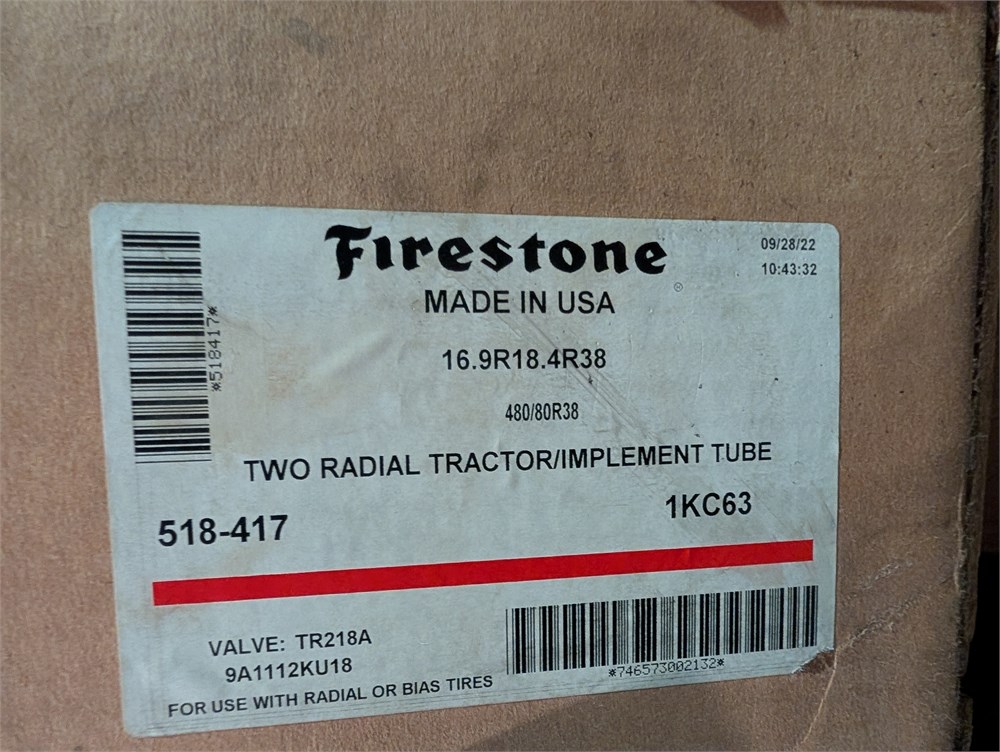 Firestone
09/28/22
10:43:32
®
MADE IN USA
*518417*
16.9R18.4R38
480/80R38
TWO RADIAL TRACTOR/IMPLEMENT TUBE
518-417
1KC63
VALVE: TR218A
9A1112KU18
FOR USE WITH RADIAL OR BIAS TIRES
*746573002132*